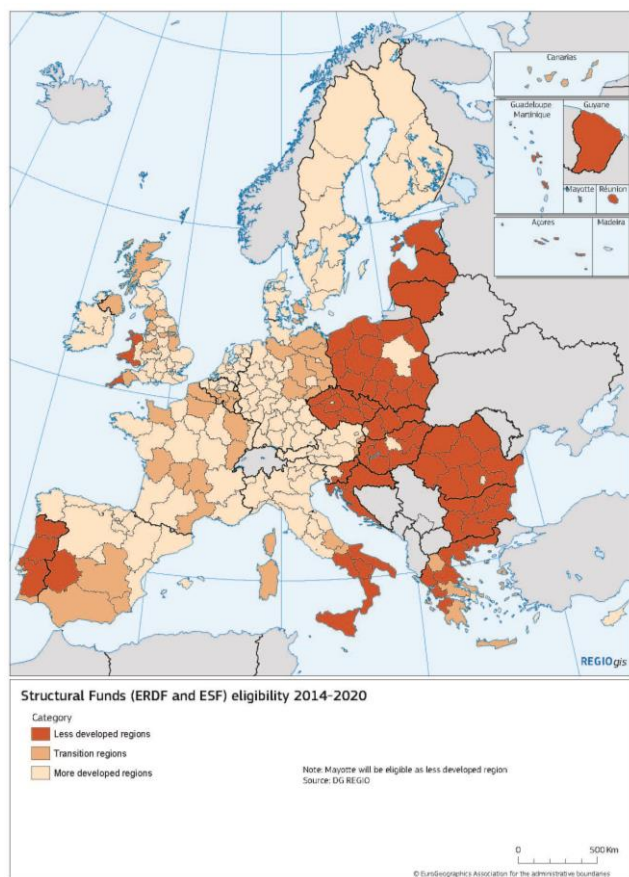 Canarias
Guadeloupe
Martinique
Guyane
Mayotte
Réunion
Açores
Madeira
REGIOgis
Structural Funds (ERDF and ESF) eligibility 2014-2020
Category
Less developed regions
Transition regions
More developed regions
Note: Mayotte will be eligible as less developed region
Source: DG REGIO
0 500 Km
© EuroGeographics Association for the administrative boundaries